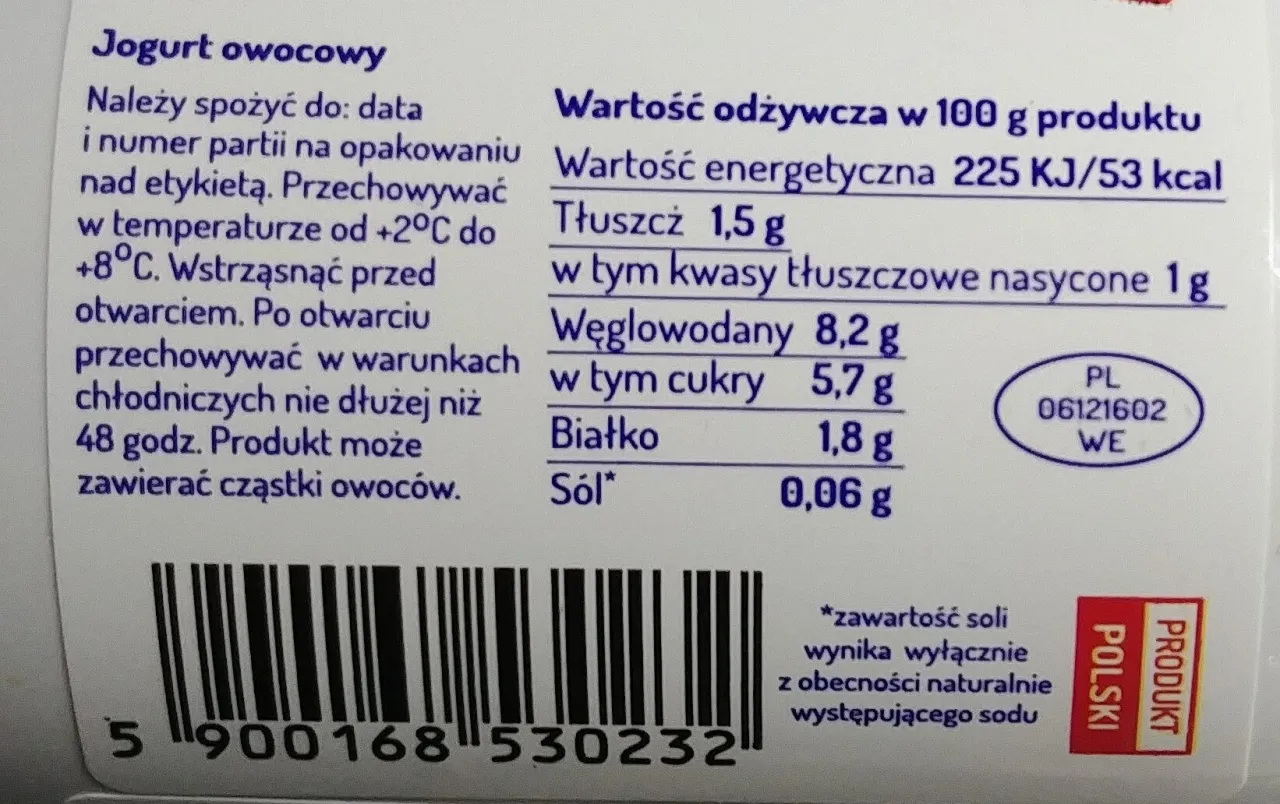 Jogurt owocowy
Należy spożyć do: data
i numer partii na opakowaniu
nad etykietą. Przechowywać
w temperaturze od +2°C do
+8°C. Wstrząsnąć przed
otwarciem. Po otwarciu
przechowywać w warunkach
chłodniczych nie dłużej niż
48 godz. Produkt może
zawierać cząstki owoców.
Wartość odżywcza w 100 g produktu
Wartość energetyczna 225 KJ/53 kcal
Tłuszcż 1,5 g
w tym kwasy tłuszczowe nasycone 1 g
Węglowodany 8,2 g
w tym cukry 5,7 g
Białko 1,8 g
Sól* 0,06 g
PL
06121602
WE
5 900168 530232
*zawartość soli
wynika wyłącznie
z obecności naturalnie
występującego sodu
PRODUKT
POLSKI